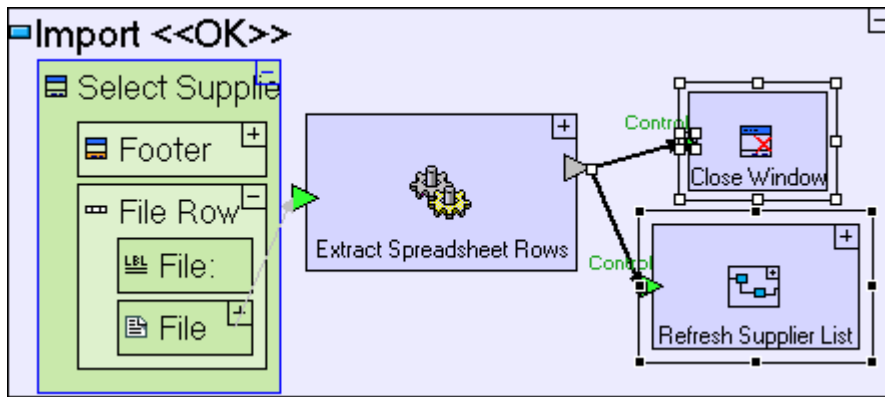 Import <<OK>>
Select Supplie
Footer
File Row
LBL
File:
File
Extract Spreadsheet Rows
Control
Close Window
Control
Refresh Supplier List